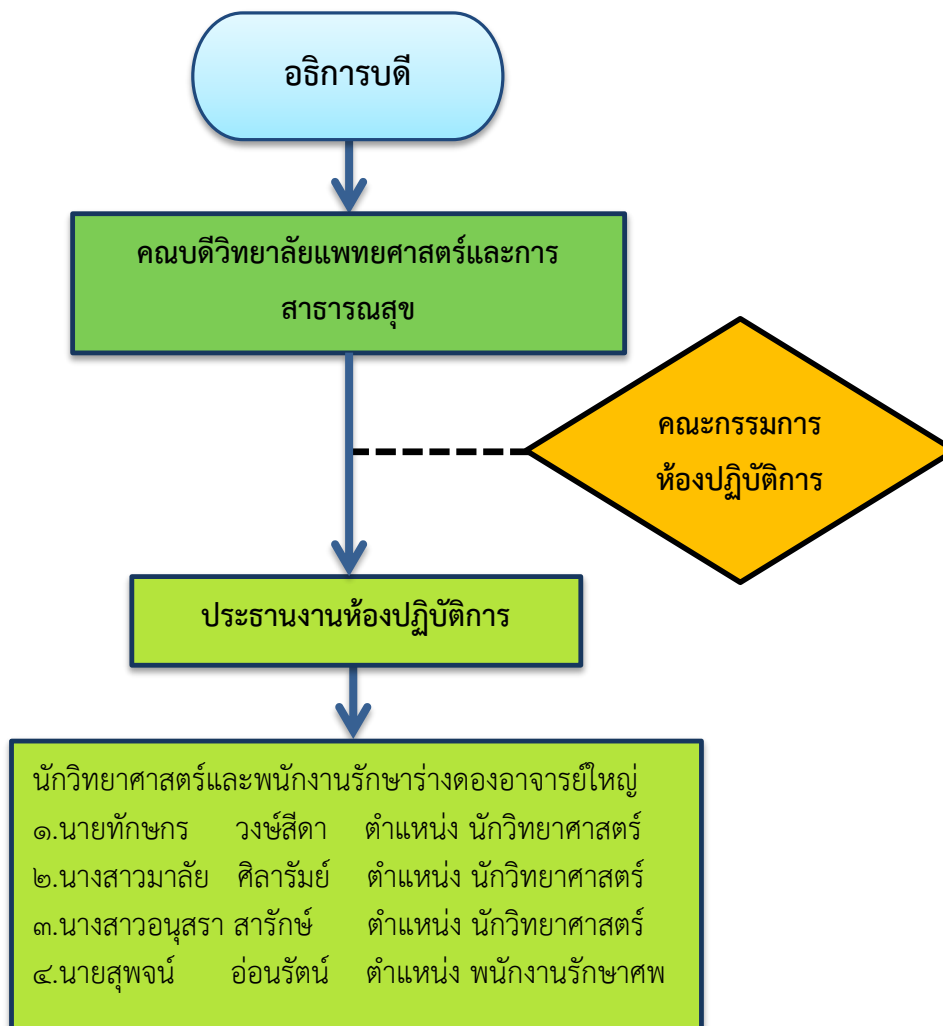 อธิการบดี
คณบดีวิทยาลัยแพทยศาสตร์และการ
สาธารณสุข
คณะกรรมการ
ห้องปฏิบัติการ
ประธานงานห้องปฏิบัติการ
นักวิทยาศาสตร์และพนักงานรักษาร่างดองอาจารย์ใหญ่
๑.นายทักษกร วงษ์สีดา ตำแหน่ง นักวิทยาศาสตร์
๒.นางสาวมาลัย ศิลารัมย์ ตำแหน่ง นักวิทยาศาสตร์
๓.นางสาวอนุสรา สารักษ์ ตำแหน่ง นักวิทยาศาสตร์
๔.นายสุพจน์ อ่อนรัตน์ ตำแหน่ง พนักงานรักษาศพ